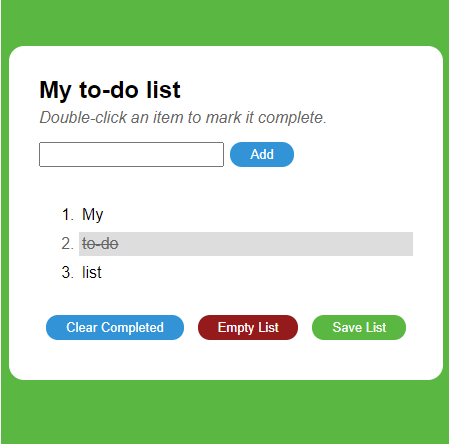 My to-do list
Double-click an item to mark it complete.
Add
1. My
2. to-do
3. list
Clear Completed Empty List Save List